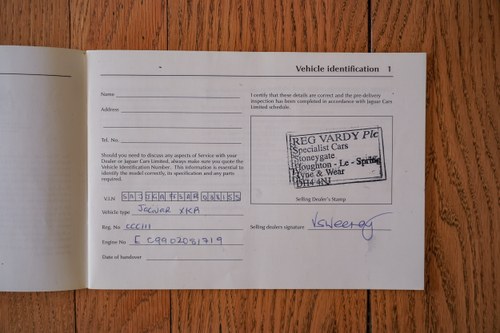 Vehicle identification 1
Name
Address
Tel. No.
Should you need to discuss any aspects of Service with your
Dealer or Jaguar Cars Limited, always make sure you quote the
Vehicle Identification Number. This information is essential to
identify the model correctly, its specification and any parts
required.
V.I.N
Vehicle type JAGUAR XKR
Reg. No CCC111
Engine No E C9902081719
Date of handover
I certify that these details are correct and the pre-delivery
inspection has been completed in accordance with Jaguar Cars
Limited schedule.
REG VARDY Plc
Specialist Cars
Stoneygate
Houghton - Le - Spring
Tyne & Wear
DH4 4NJ
Selling Dealer's Stamp
Selling dealers signature